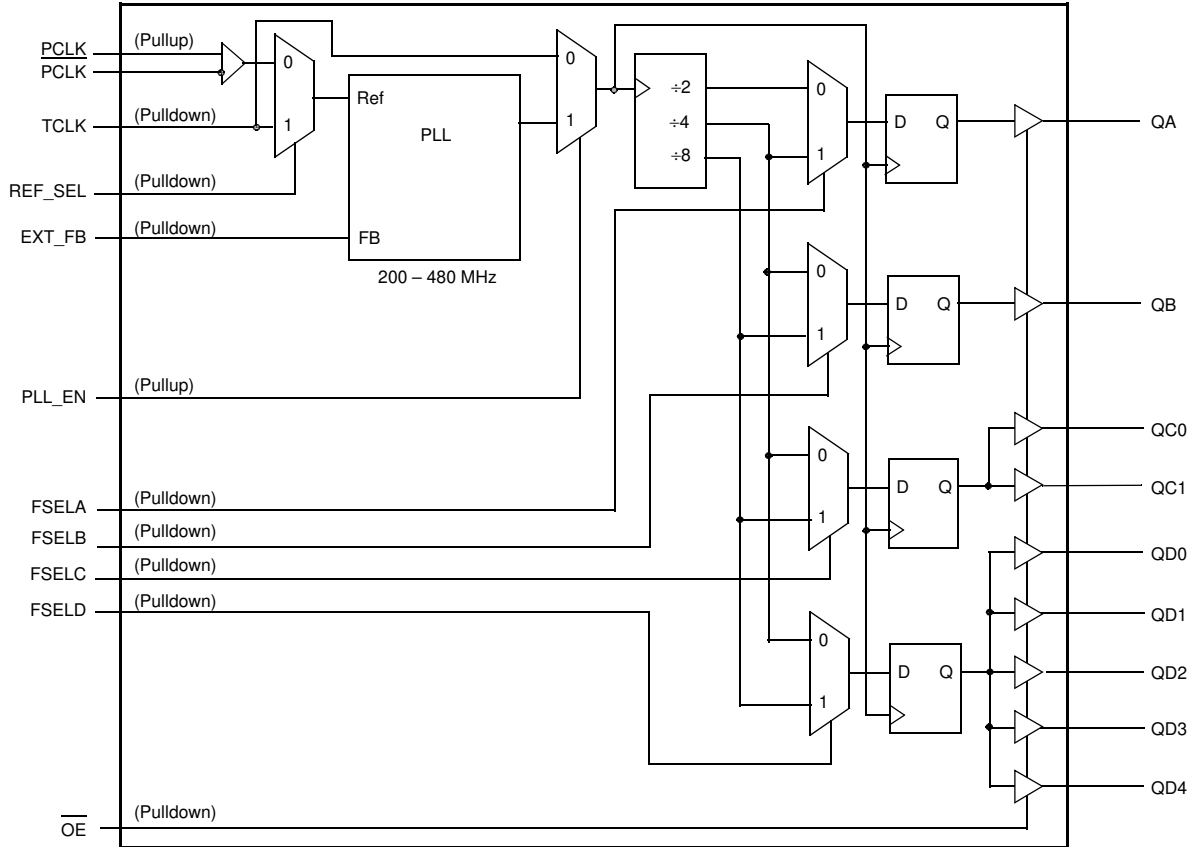 PCLK (Pullup)
PCLK
TCLK (Pulldown)
REF_SEL (Pulldown)
EXT_FB (Pulldown)
0
1
Ref
PLL
FB
200 – 480 MHz
0
1
÷2
÷4
÷8
0
1
D Q
QA
0
1
D Q
QB
PLL_EN (Pullup)
0
1
D Q
QC0
QC1
FSELA (Pulldown)
FSELB (Pulldown)
FSELC (Pulldown)
FSELD (Pulldown)
0
1
D Q
QD0
QD1
QD2
QD3
QD4
OE (Pulldown)